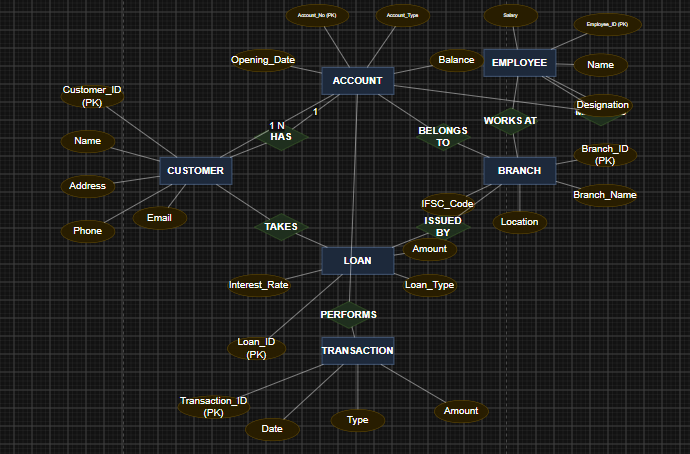 Account_No (PK)
Account_Type
Salary
Employee_ID (PK)
Opening_Date
Balance
EMPLOYEE
Name
ACCOUNT
Customer_ID
(PK)
Designation
1
1 N
HAS
BELONGS
TO
WORKS AT
Name
Branch_ID
(PK)
CUSTOMER
BRANCH
Address
Branch_Name
IFSC_Code
Phone
Email
TAKES
ISSUED
BY
Location
Amount
LOAN
Interest_Rate
Loan_Type
PERFORMS
Loan_ID
(PK)
TRANSACTION
Transaction_ID
(PK)
Date
Type
Amount